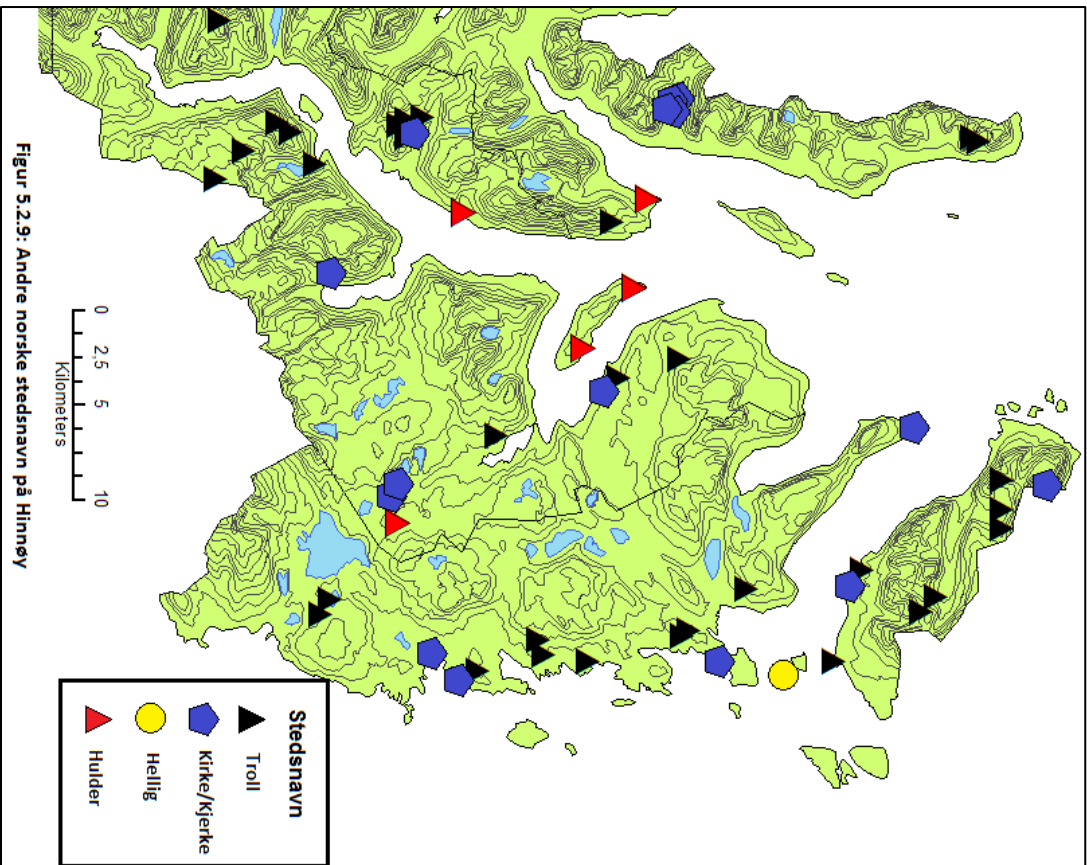 0
2,5
5
10
Kilometers
Stedsnavn
Troll
Kirke/Kjerke
Hellig
Hulder
Figur 5.2.9: Andre norske stedsnavn på Hinnøy